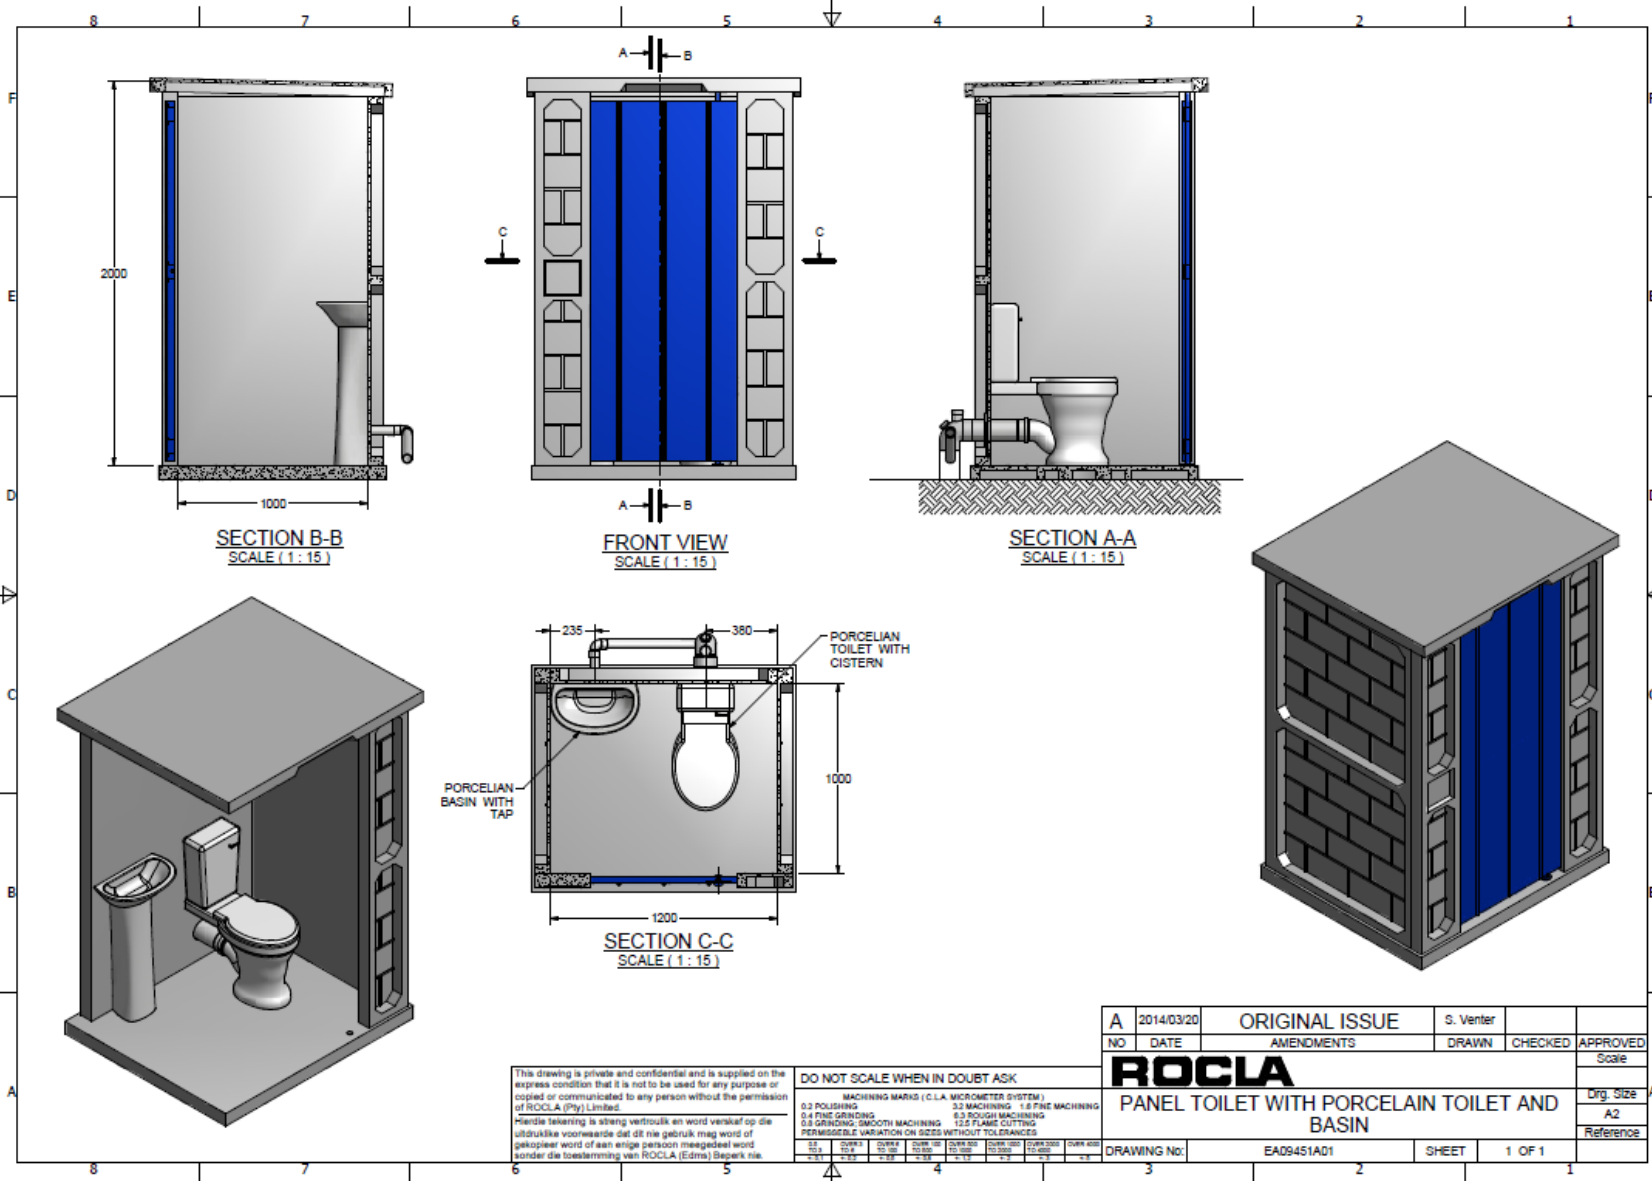 8 7 6 5 4 3 2 1
F
E
D
C
B
A
2000
1000
SECTION B-B
SCALE ( 1 : 15 )
A B
C C
A B
FRONT VIEW
SCALE ( 1 : 15 )
SECTION A-A
SCALE ( 1 : 15 )
235 380
PORCELIAN
TOILET WITH
CISTERN
PORCELIAN
BASIN WITH
TAP
1000
1200
SECTION C-C
SCALE ( 1 : 15 )
This drawing is private and confidential and is supplied on the
express condition that it is not to be used for any purpose or
copied or communicated to any person without the permission
of ROCLA (Pty) Limited.
Hierdie tekening is streng vertroulik en word verskaf op die
uitdruklike voorwaarde dat dit nie gebruik mag word of
gekopieer word of aan enige persoon meegedeel word
sonder die toestemming van ROCLA (Edms) Beperk nie.
DO NOT SCALE WHEN IN DOUBT ASK
MACHINING MARKS ( C.L.A. MICROMETER SYSTEM )
0.2 POLISHING 3.2 MACHINING 1.6 FINE MACHINING
0.4 FINE GRINDING 6.3 ROUGH MACHINING
0.8 GRINDING; SMOOTH MACHINING 12.5 FLAME CUTTING
PERMISSEBLE VARIATION ON SIZES WITHOUT TOLERANCES
A 2014/03/20 ORIGINAL ISSUE S. Venter
NO DATE AMENDMENTS DRAWN CHECKED APPROVED
ROCLA
Scale
PANEL TOILET WITH PORCELAIN TOILET AND
BASIN
Drg. Size
A2
Reference
DRAWING No: EA09451A01 SHEET 1 OF 1
8 7 6 5 4 3 2 1